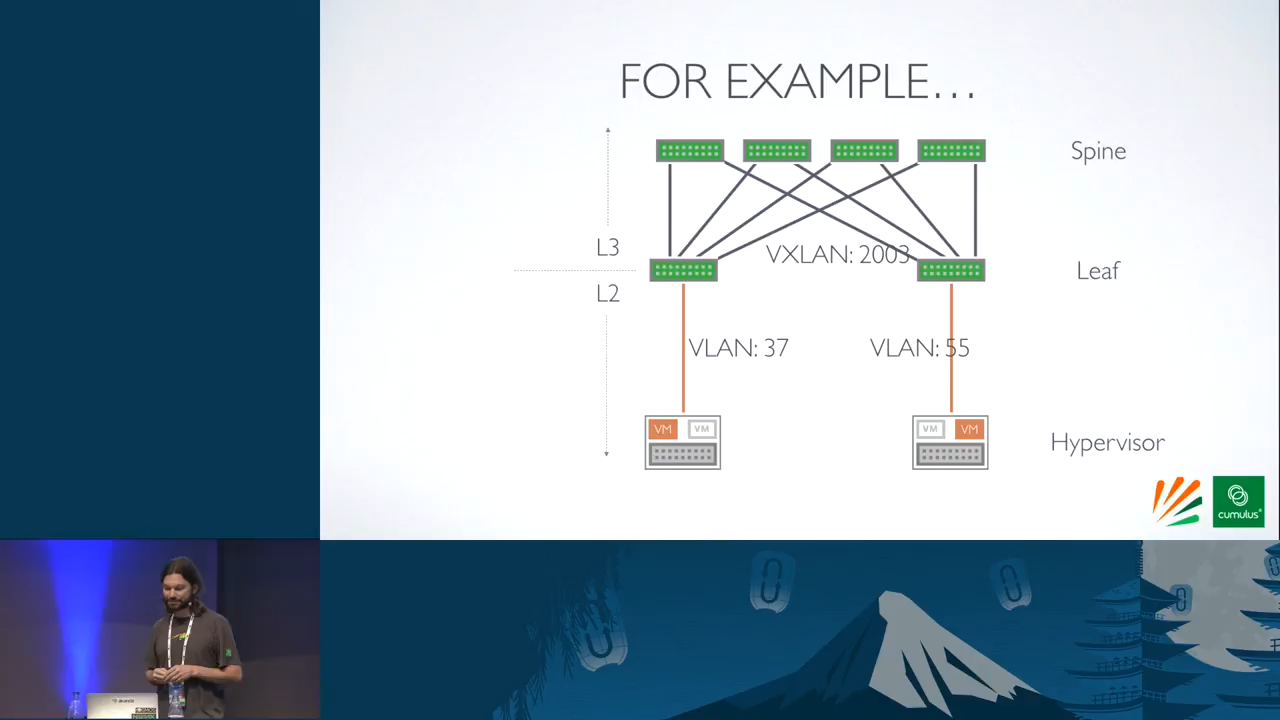 FOR EXAMPLE...
Spine
L3
VXLAN: 2003
Leaf
L2
VLAN: 37
VLAN: 55
VM
VM
VM
VM
Hypervisor
cumulus